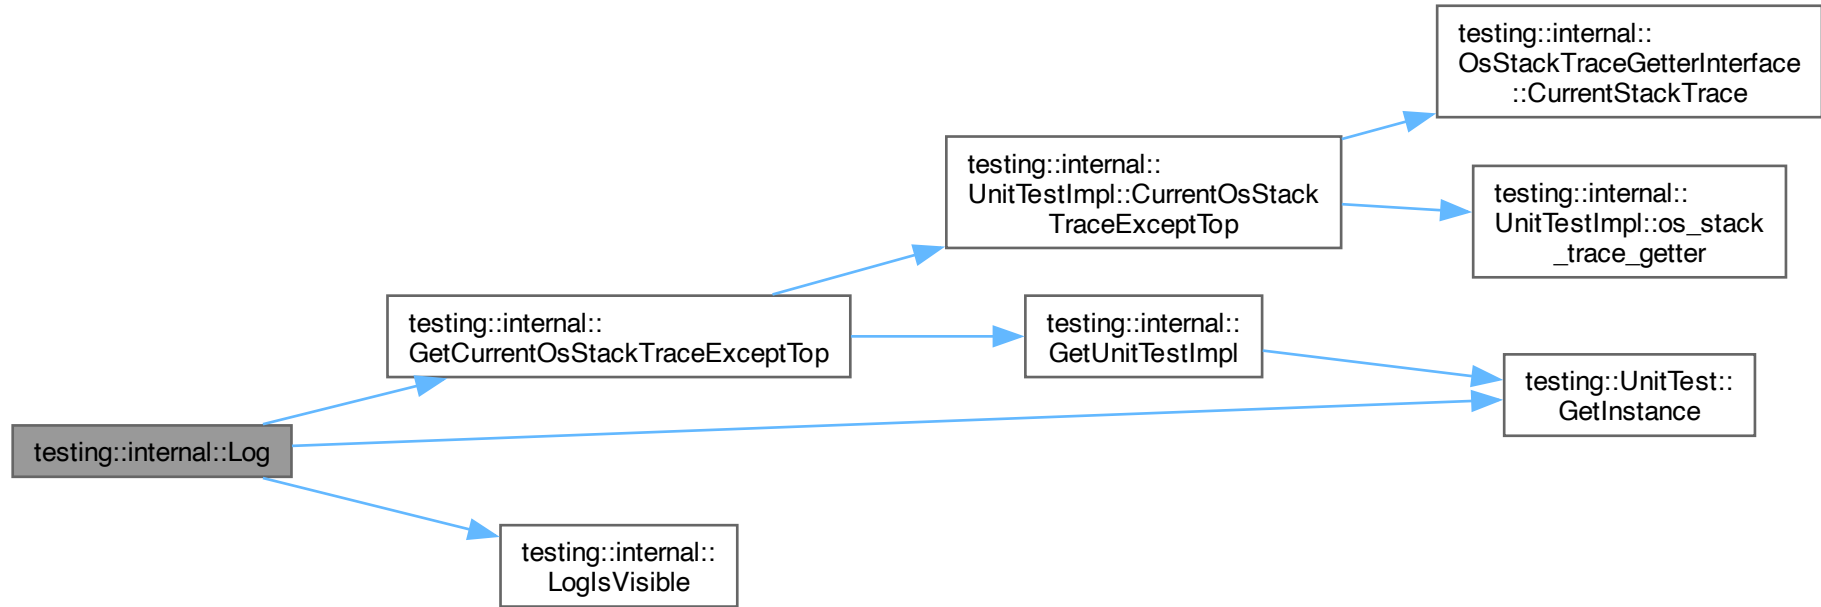 testing::internal::
OsStackTraceGetterInterface
::CurrentStackTrace
testing::internal::
UnitTestImpl::CurrentOsStack
TraceExceptTop
testing::internal::
UnitTestImpl::os_stack
_trace_getter
testing::internal::
GetCurrentOsStackTraceExceptTop
testing::internal::
GetUnitTestImpl
testing::UnitTest::
GetInstance
testing::internal::Log
testing::internal::
LogIsVisible